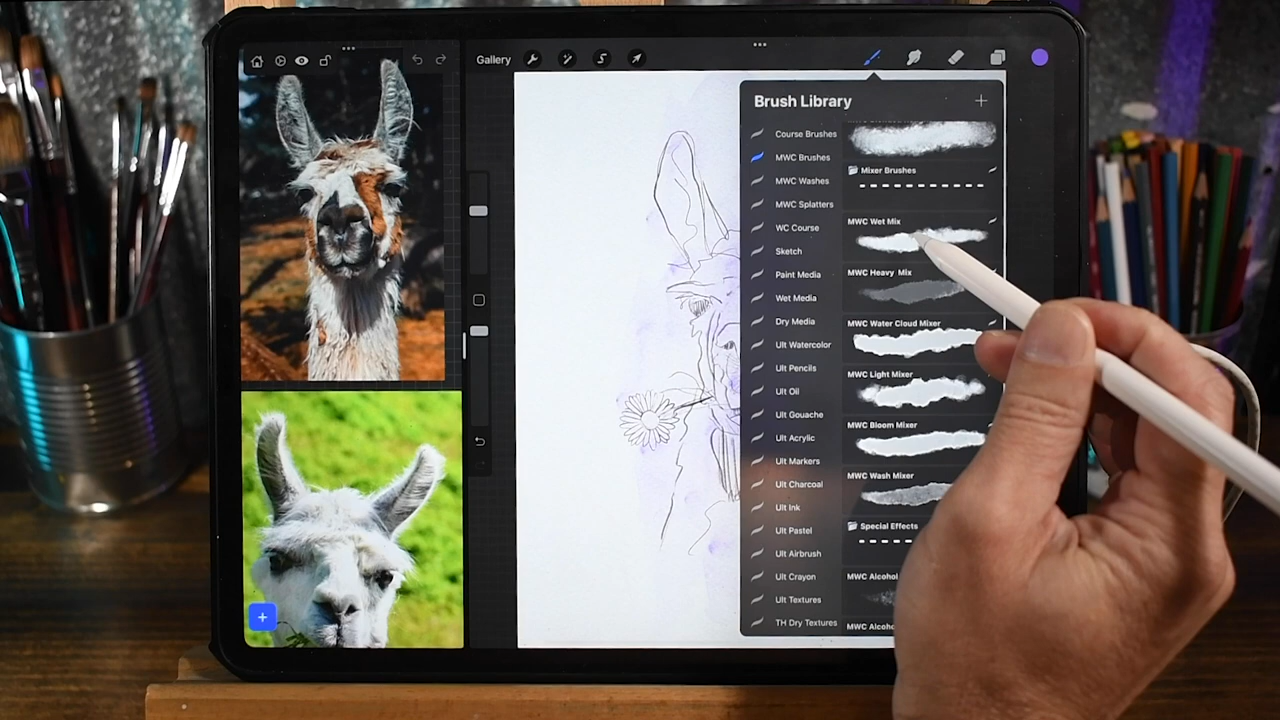 Gallery
Brush Library
Course Brushes
MWC Brushes
MWC Washes
MWC Splatters
WC Course
Sketch
Paint Media
Wet Media
Dry Media
Ult Watercolor
Ult Pencils
Ult Oil
Ult Gouache
Ult Acrylic
Ult Markers
Ult Charcoal
Ult Ink
Ult Pastel
Ult Airbrush
Ult Crayon
Ult Textures
TH Dry Textures
Mixer Brushes
MWC Wet Mix
MWC Heavy Mix
MWC Water Cloud Mixer
MWC Light Mixer
MWC Bloom Mixer
MWC Wash Mixer
Special Effects
MWC Alcohol
MWC Alcoho